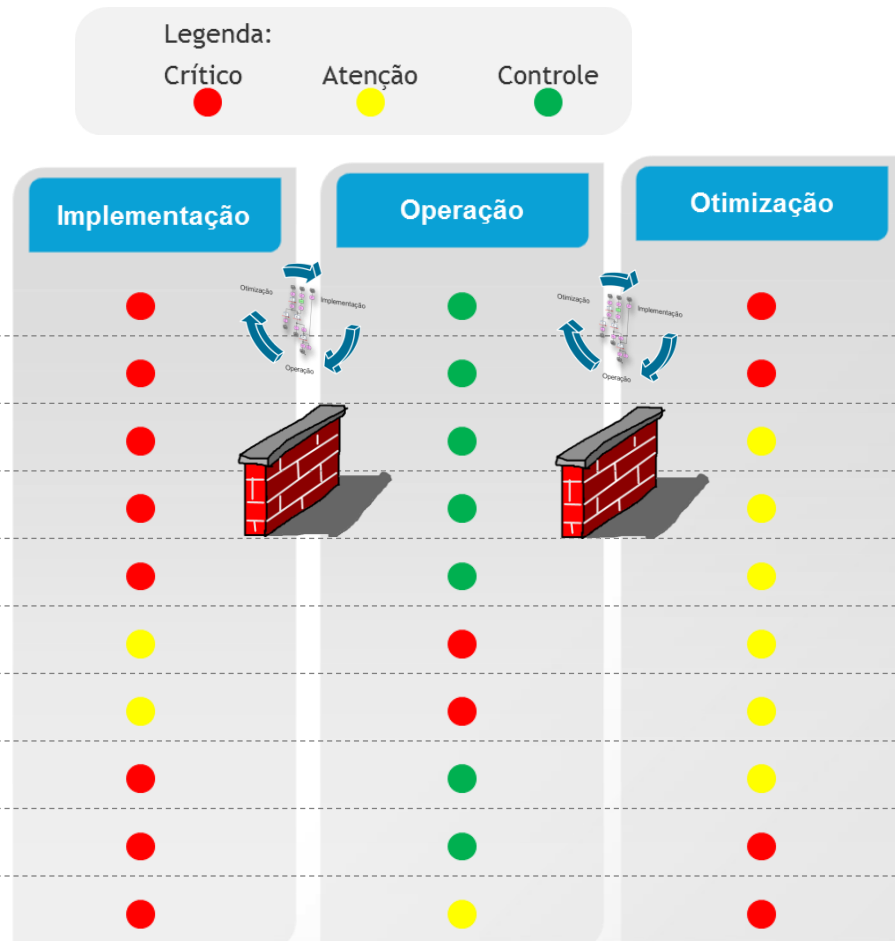 Legenda:
Crítico Atenção Controle
Implementação Operação Otimização
Otimização
Implementação
Operação
Otimização
Implementação
Operação